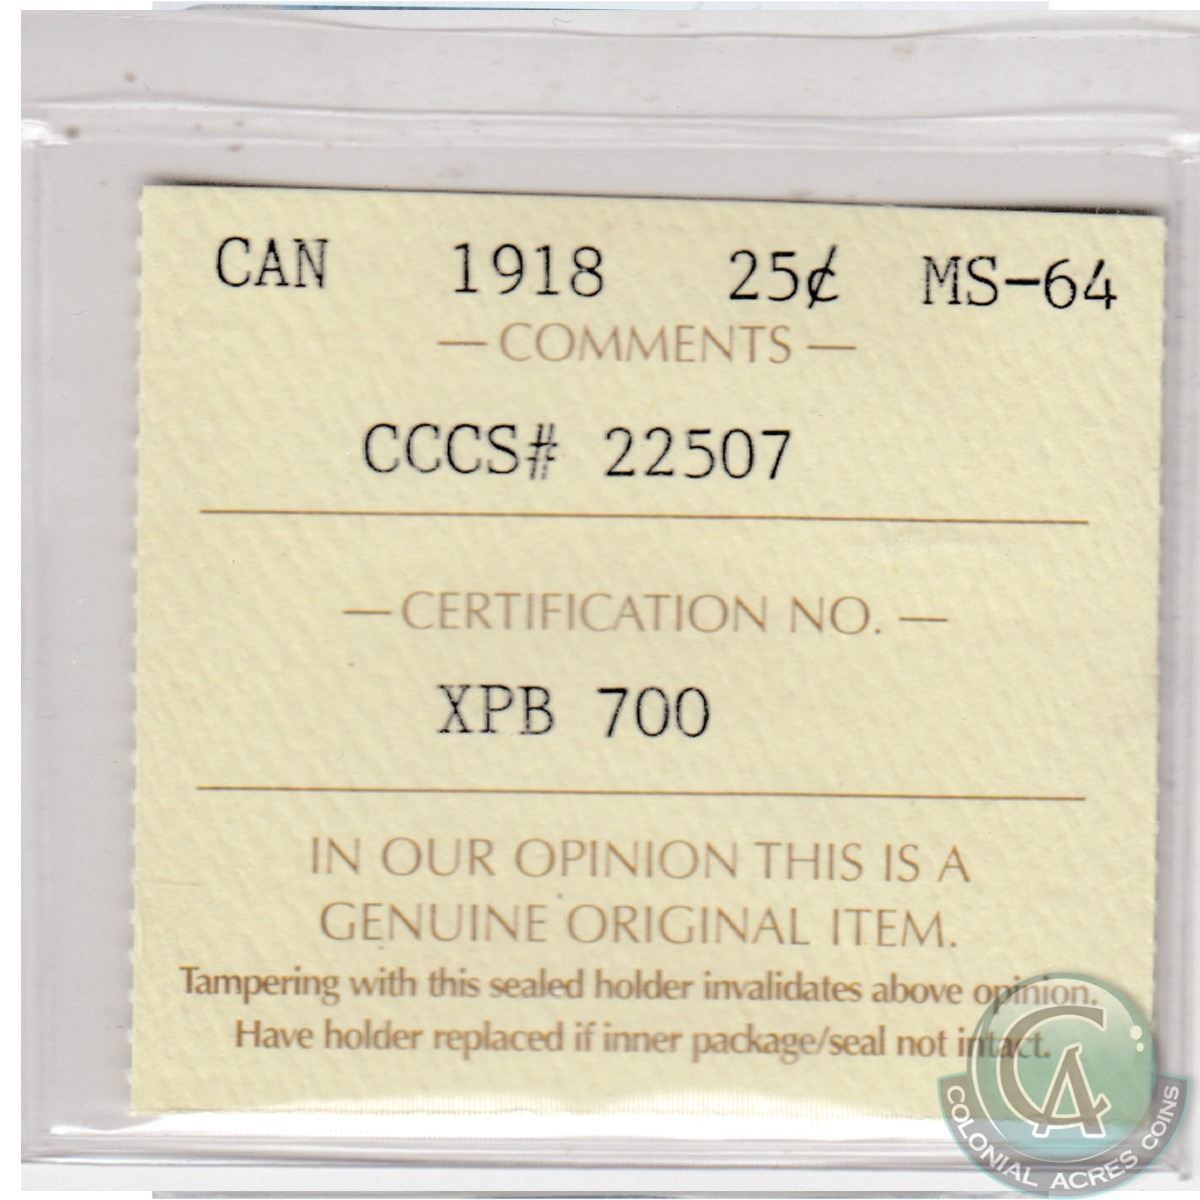 CAN 1918 25¢ MS-64
— COMMENTS —
CCCS# 22507
— CERTIFICATION NO. —
XPB 700
IN OUR OPINION THIS IS A
GENUINE ORIGINAL ITEM.
Tampering with this sealed holder invalidates above opinion.
Have holder replaced if inner package/seal not intact.
CA
COLONIAL ACRES COINS